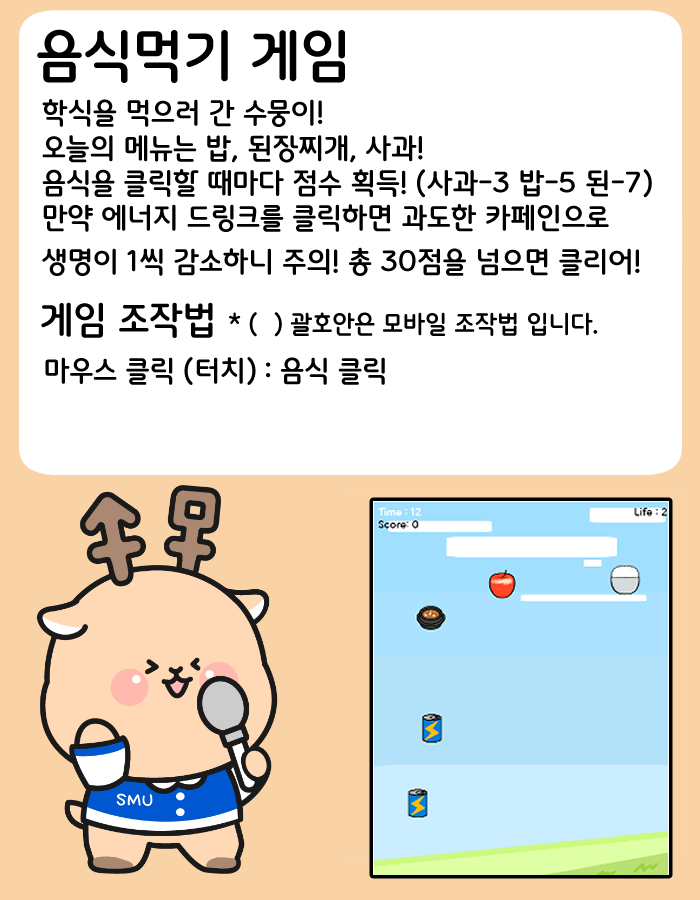 음식먹기 게임
학식을 먹으러 간 수뭉이!
오늘의 메뉴는 밥, 된장찌개, 사과!
음식을 클릭할 때마다 점수 획득! (사과-3 밥-5 된-7)
만약 에너지 드링크를 클릭하면 과도한 카페인으로
생명이 1씩 감소하니 주의! 총 30점을 넘으면 클리어!
게임 조작법 * (  ) 괄호안은 모바일 조작법 입니다.
마우스 클릭 (터치) : 음식 클릭
Time : 12 Life : 2
Score: 0
SMU